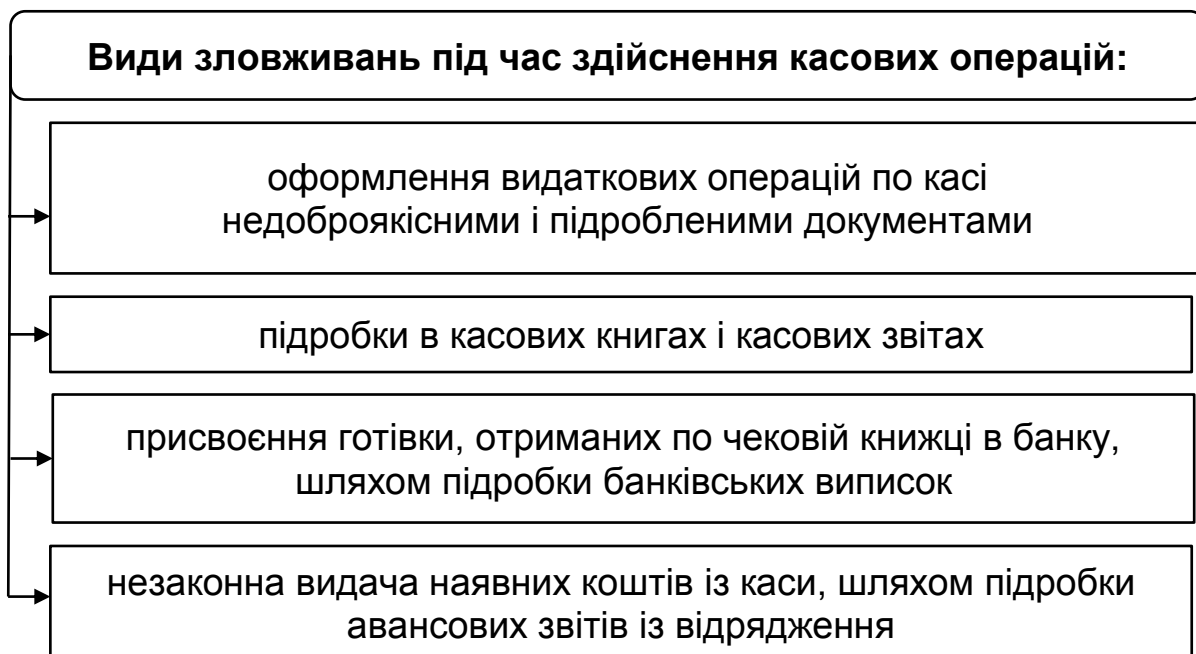 Види зловживань під час здійснення касових операцій:
оформлення видаткових операцій по касі
недоброякісними і підробленими документами
підробки в касових книгах і касових звітах
присвоєння готівки, отриманих по чековій книжці в банку,
шляхом підробки банківських виписок
незаконна видача наявних коштів із каси, шляхом підробки
авансових звітів із відрядження